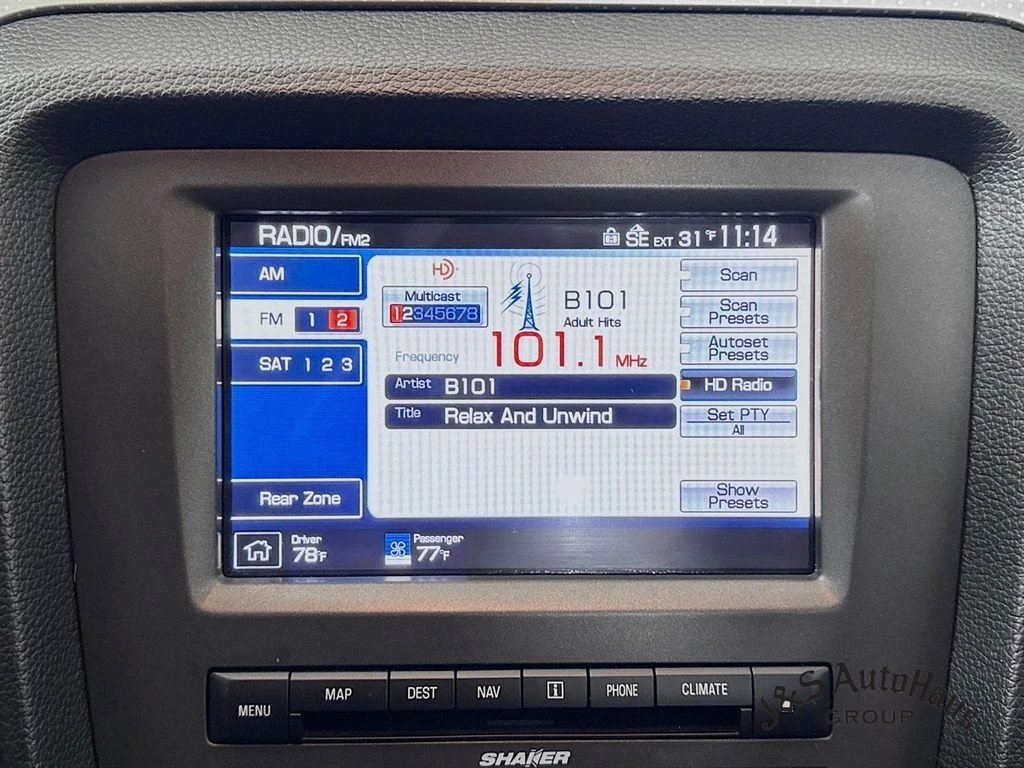 RADIO/FM2
SE EXT 31°F 11:14
AM
FM 1 2
SAT 1 2 3
Rear Zone
HD
Multicast
12345678
B101
Adult Hits
Frequency 101.1 MHz
Artist B101
Title Relax And Unwind
Scan
Scan
Presets
Autoset
Presets
HD Radio
Set PTY
All
Show
Presets
Driver
78°F
Passenger
77°F
MENU MAP DEST NAV i PHONE CLIMATE
SHAKER
J&S AutoHaus
GROUP